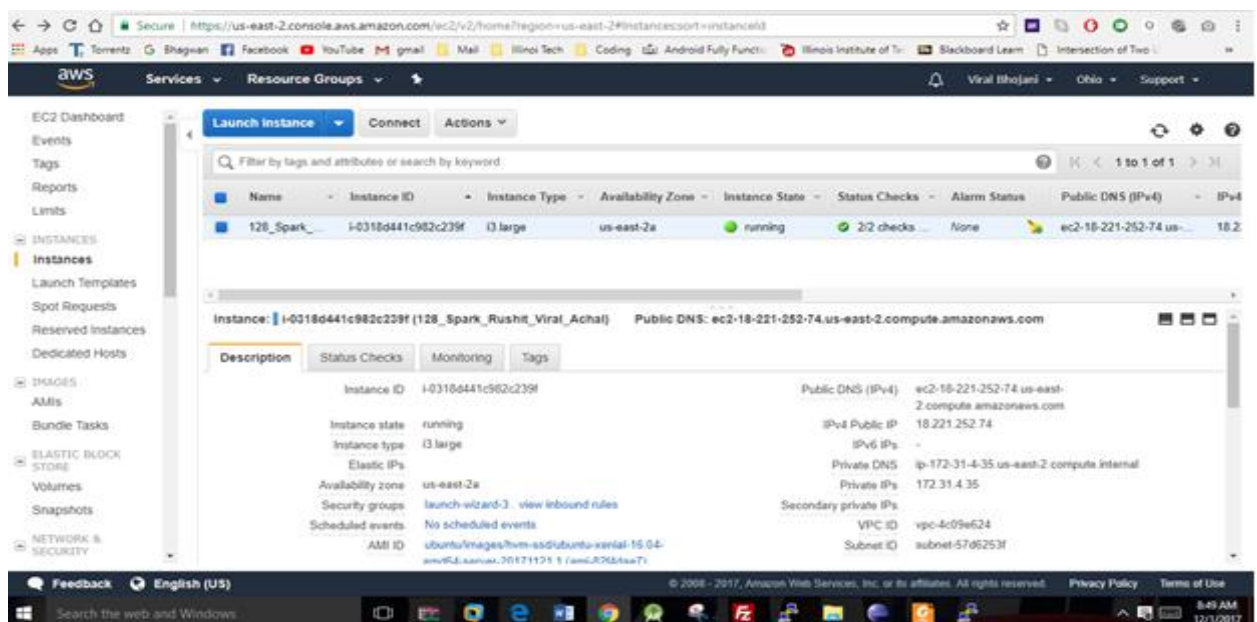 Secure https://us-east-2.console.aws.amazon.com/ec2/v2/home?region=us-east-2#Instances:sort=instanceId
Apps Torrentz Bhagwan Facebook YouTube gmail Mail Illinoi Tech Coding Android Fully Functi Illinois Institute of Te Blackboard Learn Intersection of Two L
aws Services Resource Groups Viral Bhojani Ohio Support
EC2 Dashboard
Events
Tags
Reports
Limits
INSTANCES
Instances
Launch Templates
Spot Requests
Reserved Instances
Dedicated Hosts
IMAGES
AMIs
Bundle Tasks
ELASTIC BLOCK STORE
Volumes
Snapshots
NETWORK & SECURITY
Launch Instance Connect Actions
Filter by tags and attributes or search by keyword 1 to 1 of 1
Name Instance ID Instance Type Availability Zone Instance State Status Checks Alarm Status Public DNS (IPv4) IPv4
128_Spark_... i-0318d441c982c239f i3.large us-east-2a running 2/2 checks ... None ec2-18-221-252-74.us-... 18.2
Instance: i-0318d441c982c239f (128_Spark_Rushit_Viral_Achal) Public DNS: ec2-18-221-252-74.us-east-2.compute.amazonaws.com
Description Status Checks Monitoring Tags
Instance ID i-0318d441c982c239f
Instance state running
Instance type i3.large
Elastic IPs
Availability zone us-east-2a
Security groups launch-wizard-3. view inbound rules
Scheduled events No scheduled events
AMI ID ubuntu/images/hvm-ssd/ubuntu-xenial-16.04-
amd64-server-20171121.1
Public DNS (IPv4) ec2-18-221-252-74.us-east-
2.compute.amazonaws.com
IPv4 Public IP 18.221.252.74
IPv6 IPs -
Private DNS ip-172-31-4-35.us-east-2.compute.internal
Private IPs 172.31.4.35
Secondary private IPs
VPC ID vpc-4c09e624
Subnet ID subnet-57d6253f
Feedback English (US) © 2008 - 2017, Amazon Web Services, Inc. or its affiliates. All rights reserved. Privacy Policy Terms of Use
Search the web and Windows 8:49 AM
12/1/2017